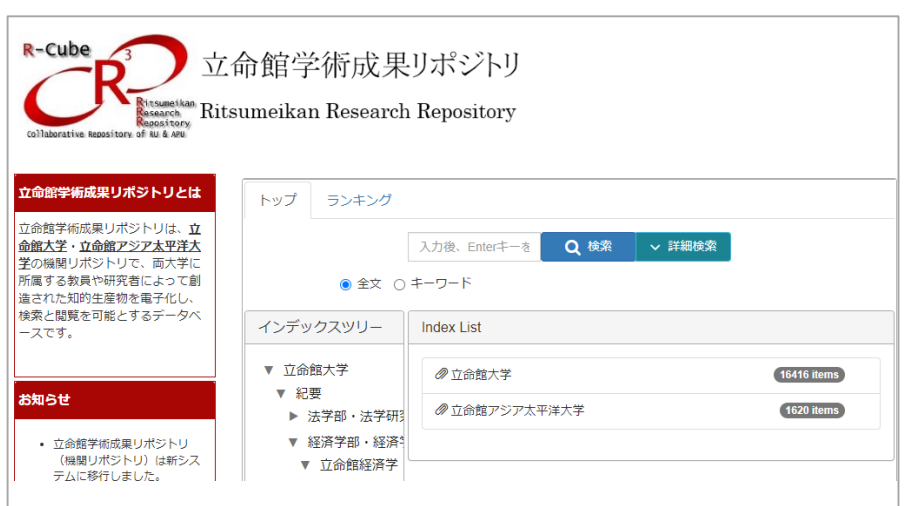 R-Cube
CR3
Ritsumeikan
Research
Repository
Collaborative Repository of RU & APU
立命館学術成果リポジトリ
Ritsumeikan Research Repository
立命館学術成果リポジトリとは
立命館学術成果リポジトリは、立
命館大学・立命館アジア太平洋大
学の機関リポジトリで、両大学に
所属する教員や研究者によって創
造された知的生産物を電子化し、
検索と閲覧を可能とするデータベ
ースです。
お知らせ
• 立命館学術成果リポジトリ
（機関リポジトリ）は新シス
テムに移行しました。
トップ ランキング
入力後、Enterキーを 検索 詳細検索
全文 キーワード
インデックスツリー
▼ 立命館大学
▼ 紀要
▶ 法学部・法学研
▼ 経済学部・経済
▼ 立命館経済学
Index List
立命館大学 16416 items
立命館アジア太平洋大学 1620 items